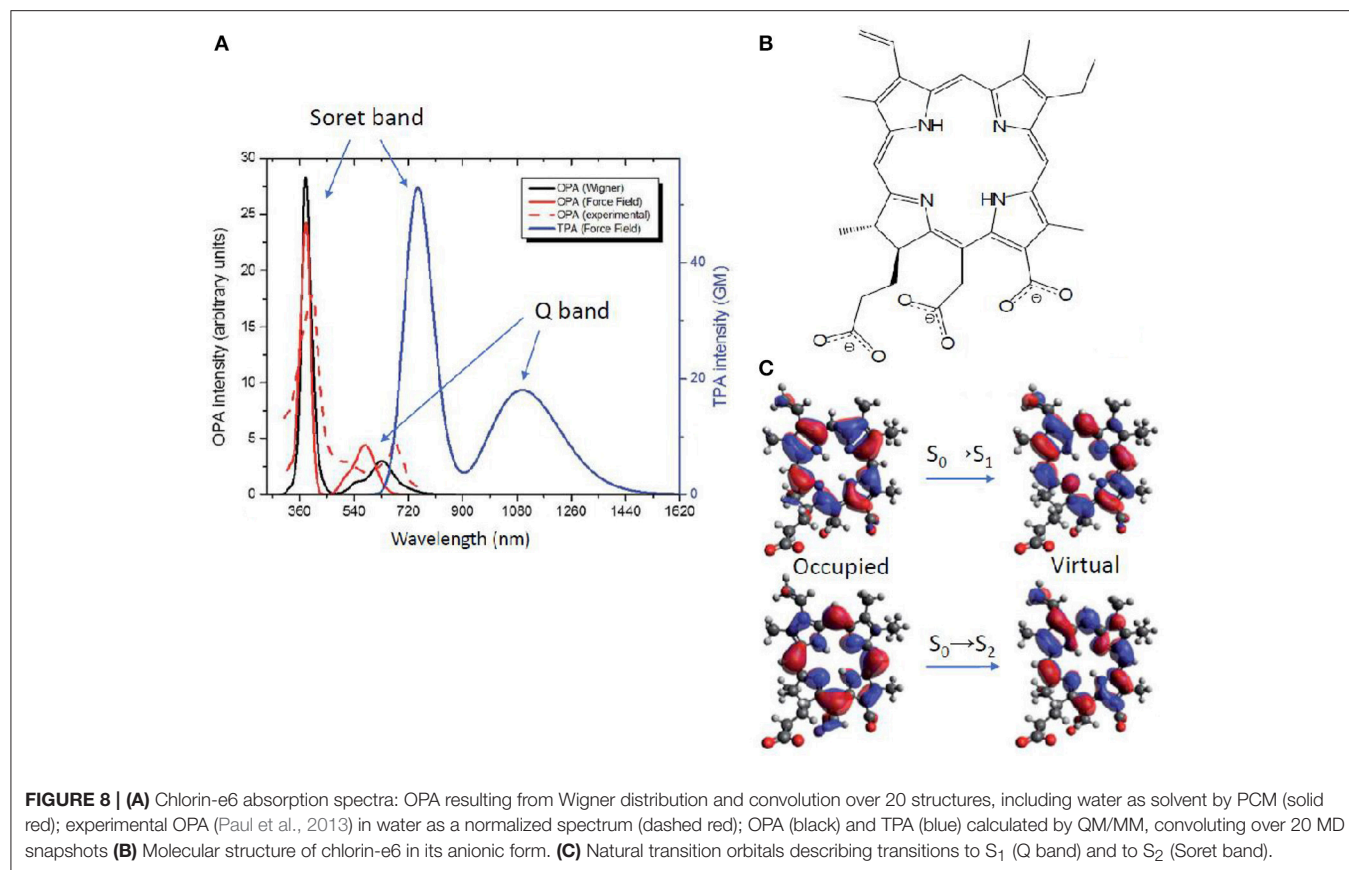 A
Soret band
30
25
20
15
10
5
0
OPA intensity (arbitrary units)
OPA (Wigner)
OPA (Force Field)
OPA (experimental)
TPA (Force Field)
Q band
40
20
0
TPA intensity (GM)
360 540 720 900 1080 1260 1440 1620
Wavelength (nm)
B
NH N
N HN
O O
⊖
O O
⊖
O O
⊖
C
S0 → S1
Occupied Virtual
S0 → S2
FIGURE 8 | (A) Chlorin-e6 absorption spectra: OPA resulting from Wigner distribution and convolution over 20 structures, including water as solvent by PCM (solid
red); experimental OPA (Paul et al., 2013) in water as a normalized spectrum (dashed red); OPA (black) and TPA (blue) calculated by QM/MM, convoluting over 20 MD
snapshots (B) Molecular structure of chlorin-e6 in its anionic form. (C) Natural transition orbitals describing transitions to S1 (Q band) and to S2 (Soret band).